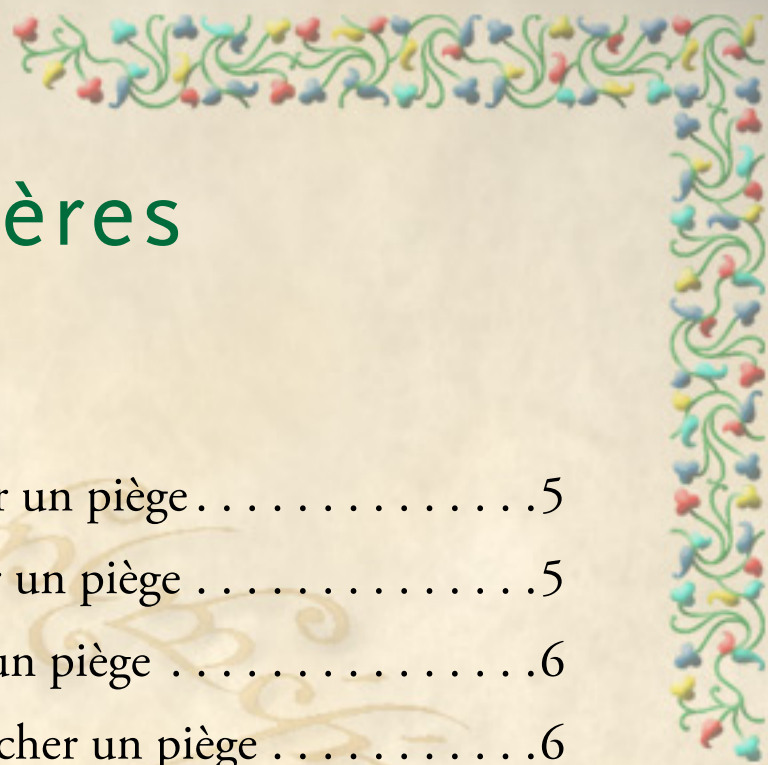 ères
r un piège. . . . . . . . . . . . . .5
r un piège . . . . . . . . . . . . . .5
un piège . . . . . . . . . . . . . . .6
cher un piège . . . . . . . . . . .6